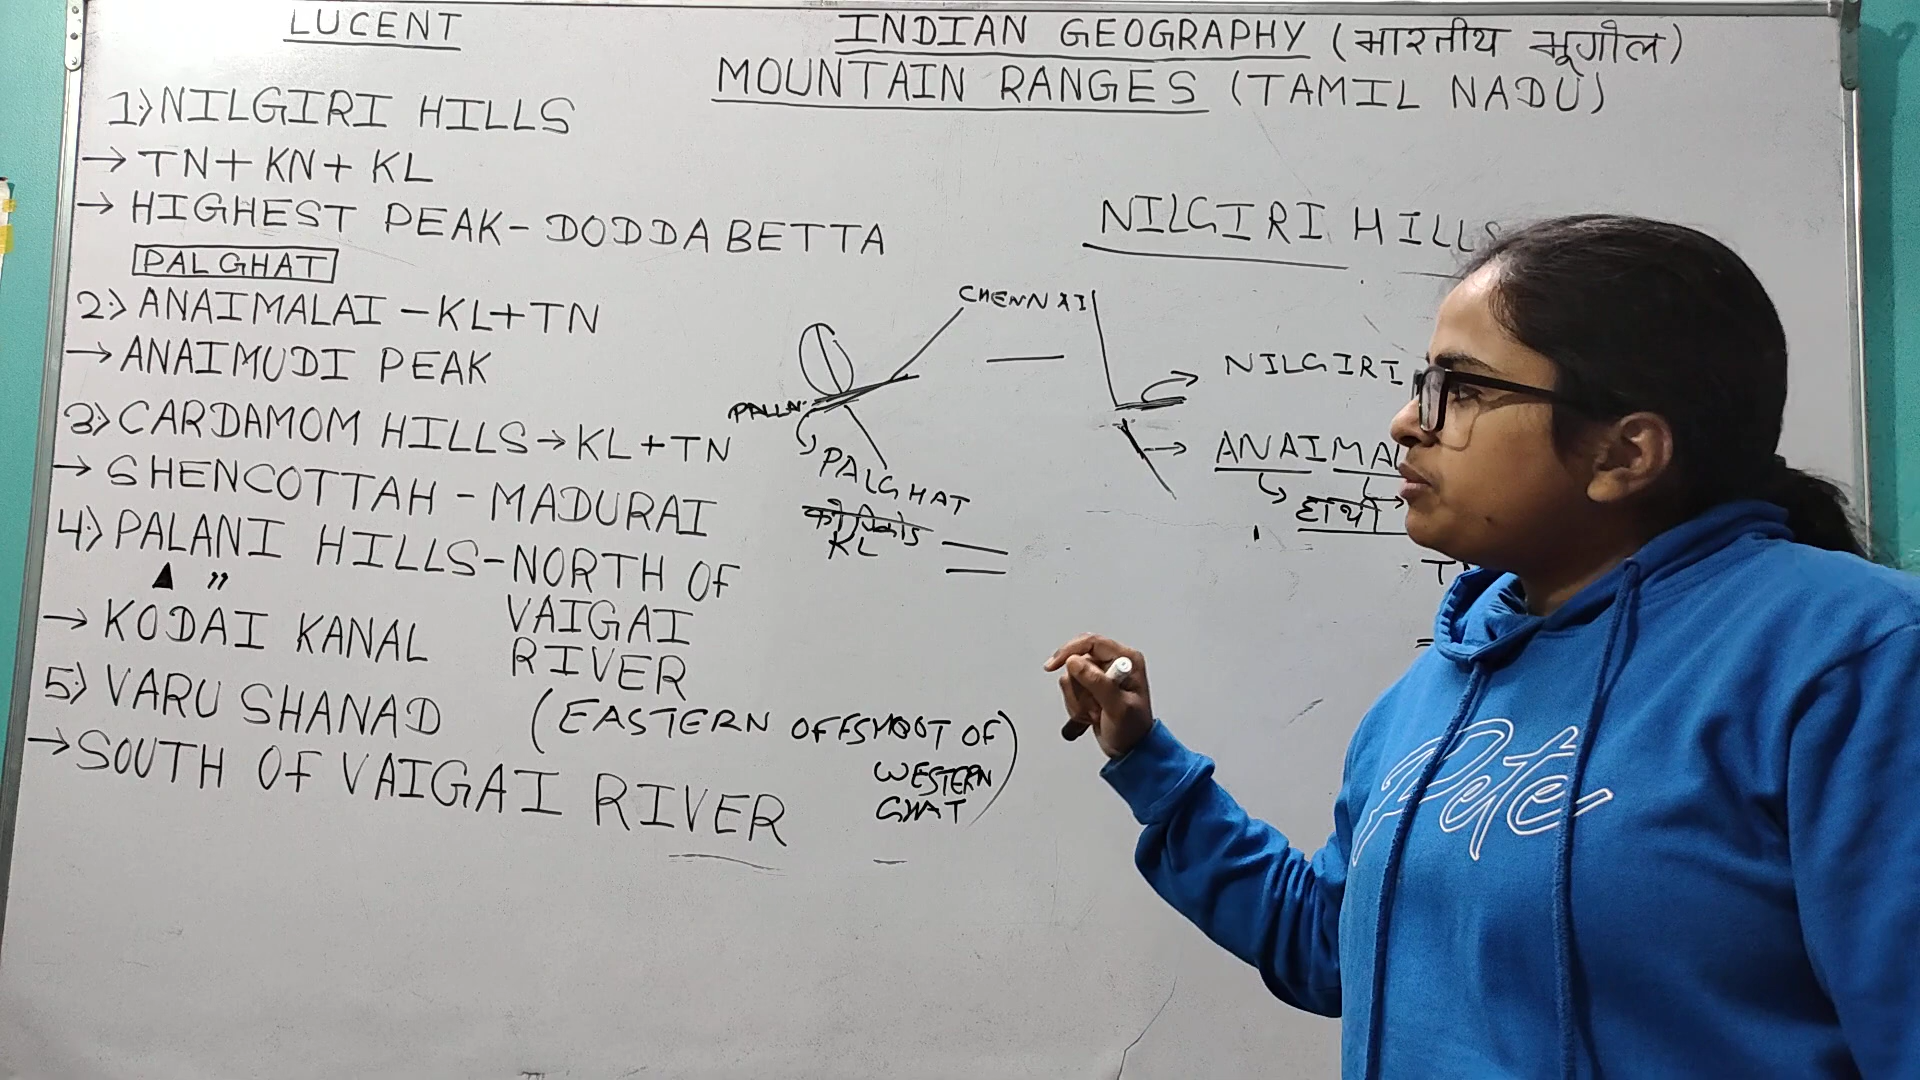 LUCENT
INDIAN GEOGRAPHY (भारतीय भूगोल)
MOUNTAIN RANGES (TAMIL NADU)
1) NILGIRI HILLS
→ TN + KN + KL
→ HIGHEST PEAK - DODDABETTA
PALGHAT
2) ANAIMALAI - KL + TN
→ ANAIMUDI PEAK
3) CARDAMOM HILLS → KL + TN
→ SHENCOTTAH - MADURAI
4) PALANI HILLS - NORTH OF
VAIGAI
RIVER
→ KODAI KANAL
5) VARUSHANAD
(EASTERN OFFSHOOT OF
WESTERN
GHAT)
→ SOUTH OF VAIGAI RIVER
NILGIRI HILLS
CHENNAI
PALGHAT
KL
NILGIRI
ANAIMAL
हाथी
Pete